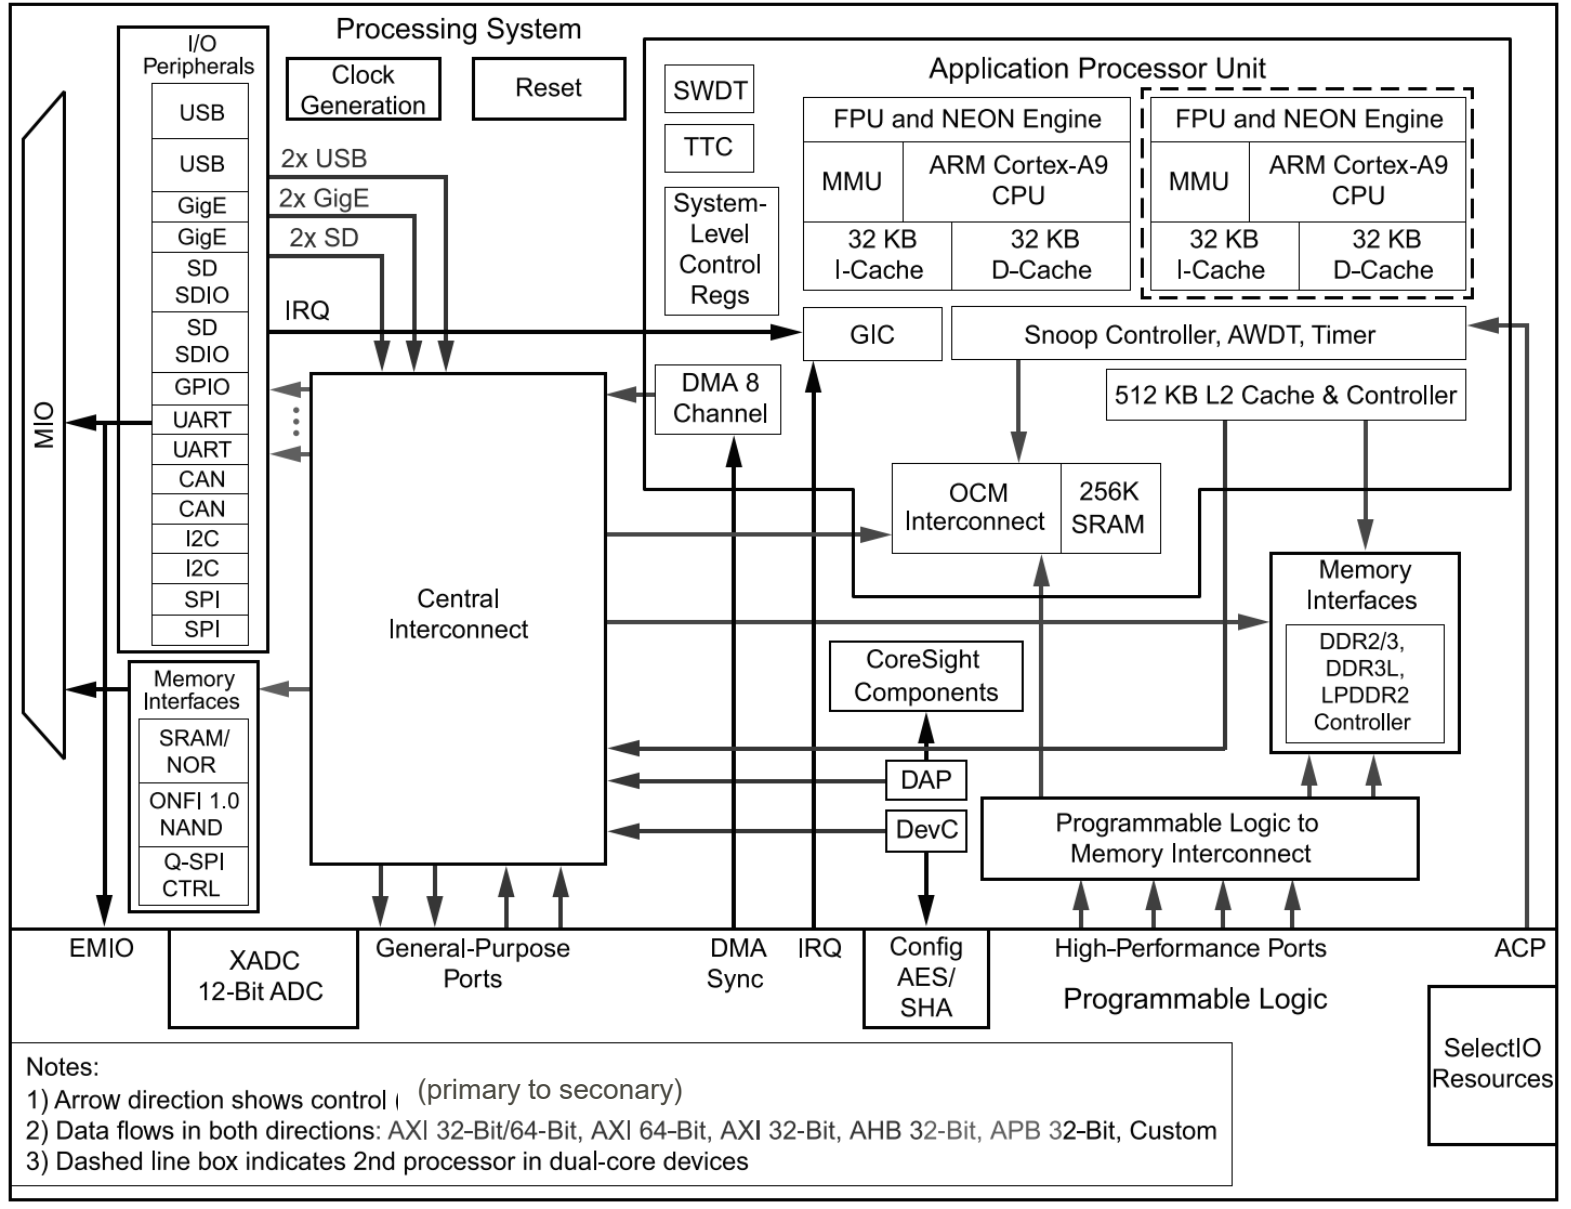 Processing System
I/O
Peripherals
USB
USB
GigE
GigE
SD
SDIO
SD
SDIO
GPIO
UART
UART
CAN
CAN
I2C
I2C
SPI
SPI
MIO
Clock
Generation
Reset
2x USB
2x GigE
2x SD
IRQ
Application Processor Unit
SWDT
TTC
System-
Level
Control
Regs
FPU and NEON Engine
MMU
ARM Cortex-A9
CPU
32 KB
I-Cache
32 KB
D-Cache
FPU and NEON Engine
MMU
ARM Cortex-A9
CPU
32 KB
I-Cache
32 KB
D-Cache
GIC
Snoop Controller, AWDT, Timer
DMA 8
Channel
512 KB L2 Cache & Controller
OCM
Interconnect
256K
SRAM
Central
Interconnect
Memory
Interfaces
DDR2/3,
DDR3L,
LPDDR2
Controller
CoreSight
Components
DAP
DevC
Programmable Logic to
Memory Interconnect
Memory
Interfaces
SRAM/
NOR
ONFI 1.0
NAND
Q-SPI
CTRL
EMIO
XADC
12-Bit ADC
General-Purpose
Ports
DMA
Sync
IRQ
Config
AES/
SHA
High-Performance Ports
ACP
Programmable Logic
SelectIO
Resources
Notes:
1) Arrow direction shows control (primary to seconary)
2) Data flows in both directions: AXI 32-Bit/64-Bit, AXI 64-Bit, AXI 32-Bit, AHB 32-Bit, APB 32-Bit, Custom
3) Dashed line box indicates 2nd processor in dual-core devices